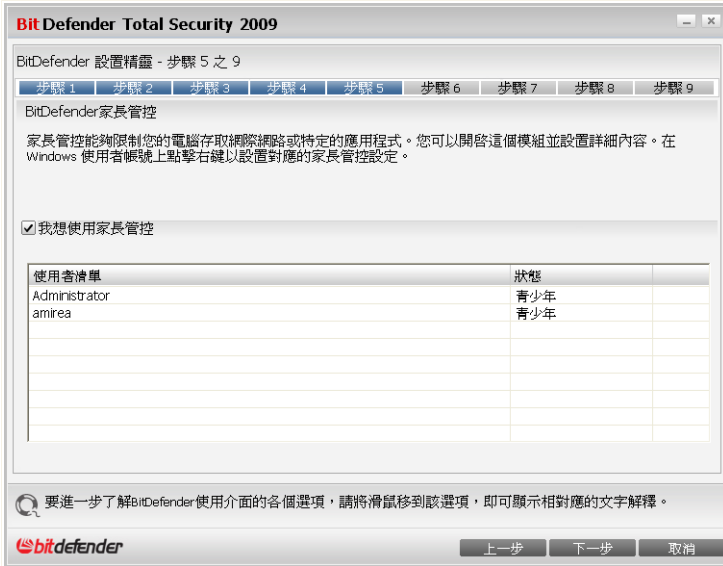 BitDefender Total Security 2009
BitDefender 設置精靈 - 步驟 5 之 9
步驟 1 步驟 2 步驟 3 步驟 4 步驟 5 步驟 6 步驟 7 步驟 8 步驟 9
BitDefender家長管控
家長管控能夠限制您的電腦存取網際網路或特定的應用程式。您可以開啓這個模組並設置詳細內容。在
Windows 使用者帳號上點擊右鍵以設置對應的家長管控設定。
我想使用家長管控
使用者清單 狀態
Administrator 青少年
amirea 青少年
要進一步了解BitDefender使用介面的各個選項，請將滑鼠移到該選項，即可顯示相對應的文字解釋。
bitdefender 上一步 下一步 取消